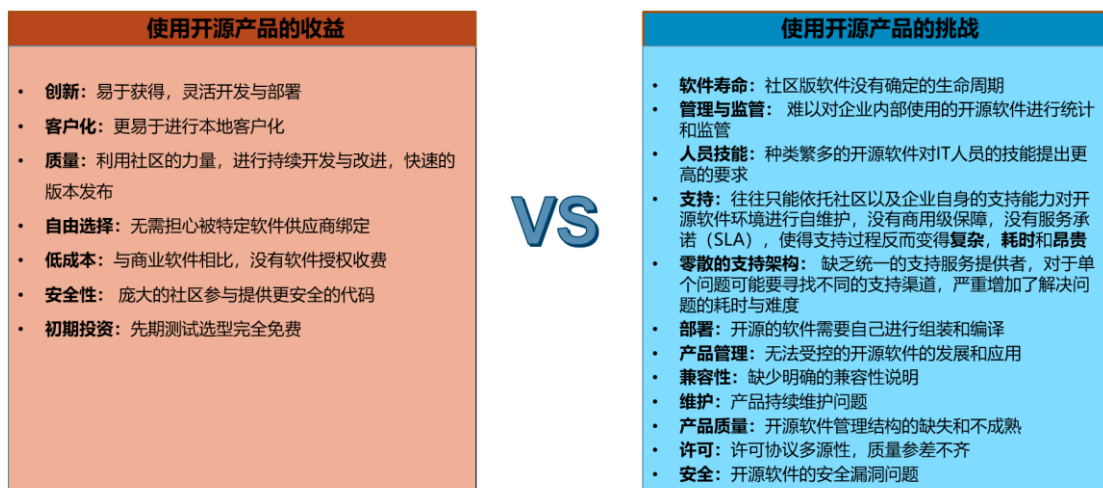 使用开源产品的收益
• 创新：易于获得，灵活开发与部署
• 客户化：更易于进行本地客户化
• 质量：利用社区的力量，进行持续开发与改进，快速的
版本发布
• 自由选择：无需担心被特定软件供应商绑定
• 低成本：与商业软件相比，没有软件授权收费
• 安全性： 庞大的社区参与提供更安全的代码
• 初期投资：先期测试选型完全免费
VS
使用开源产品的挑战
• 软件寿命：社区版软件没有确定的生命周期
• 管理与监管： 难以对企业内部使用的开源软件进行统计
和监管
• 人员技能：种类繁多的开源软件对IT人员的技能提出更
高的要求
• 支持：往往只能依托社区以及企业自身的支持能力对开
源软件环境进行自维护，没有商用级保障，没有服务承
诺（SLA），使得支持过程反而变得复杂，耗时和昂贵
• 零散的支持架构： 缺乏统一的支持服务提供者，对于单
个问题可能要寻找不同的支持渠道，严重增加了解决问
题的耗时与难度
• 部署：开源的软件需要自己进行组装和编译
• 产品管理：无法受控的开源软件的发展和应用
• 兼容性：缺少明确的兼容性说明
• 维护：产品持续维护问题
• 产品质量：开源软件管理结构的缺失和不成熟
• 许可：许可协议多源性，质量参差不齐
• 安全：开源软件的安全漏洞问题